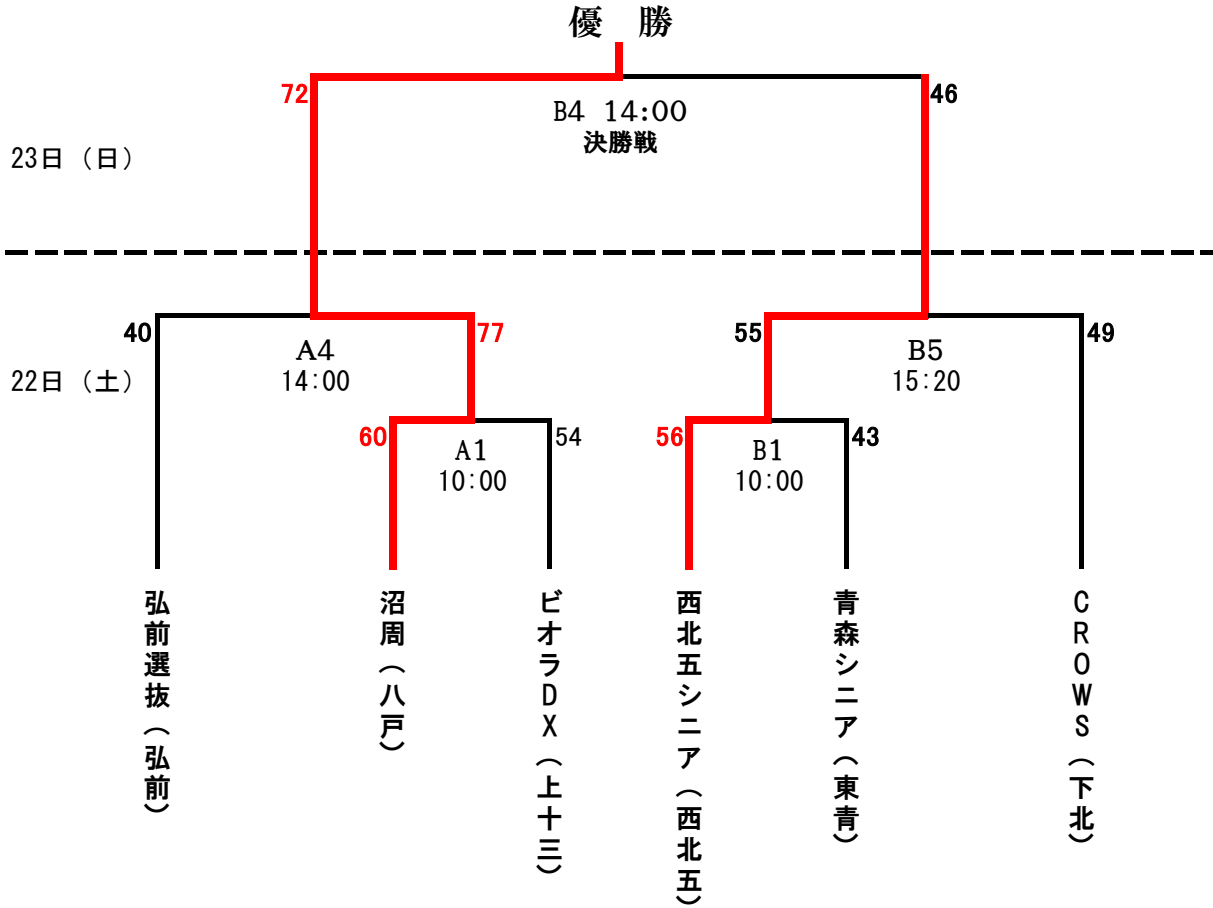 優　勝
72
46
B4 14:00
決勝戦
23日（日）
40
77
55
49
A4
14:00
B5
15:20
22日（土）
60
54
56
43
A1
10:00
B1
10:00
弘前選抜（弘前）
沼周（八戸）
ビオラDX（上十三）
西北五シニア（西北五）
青森シニア（東青）
CROWS（下北）